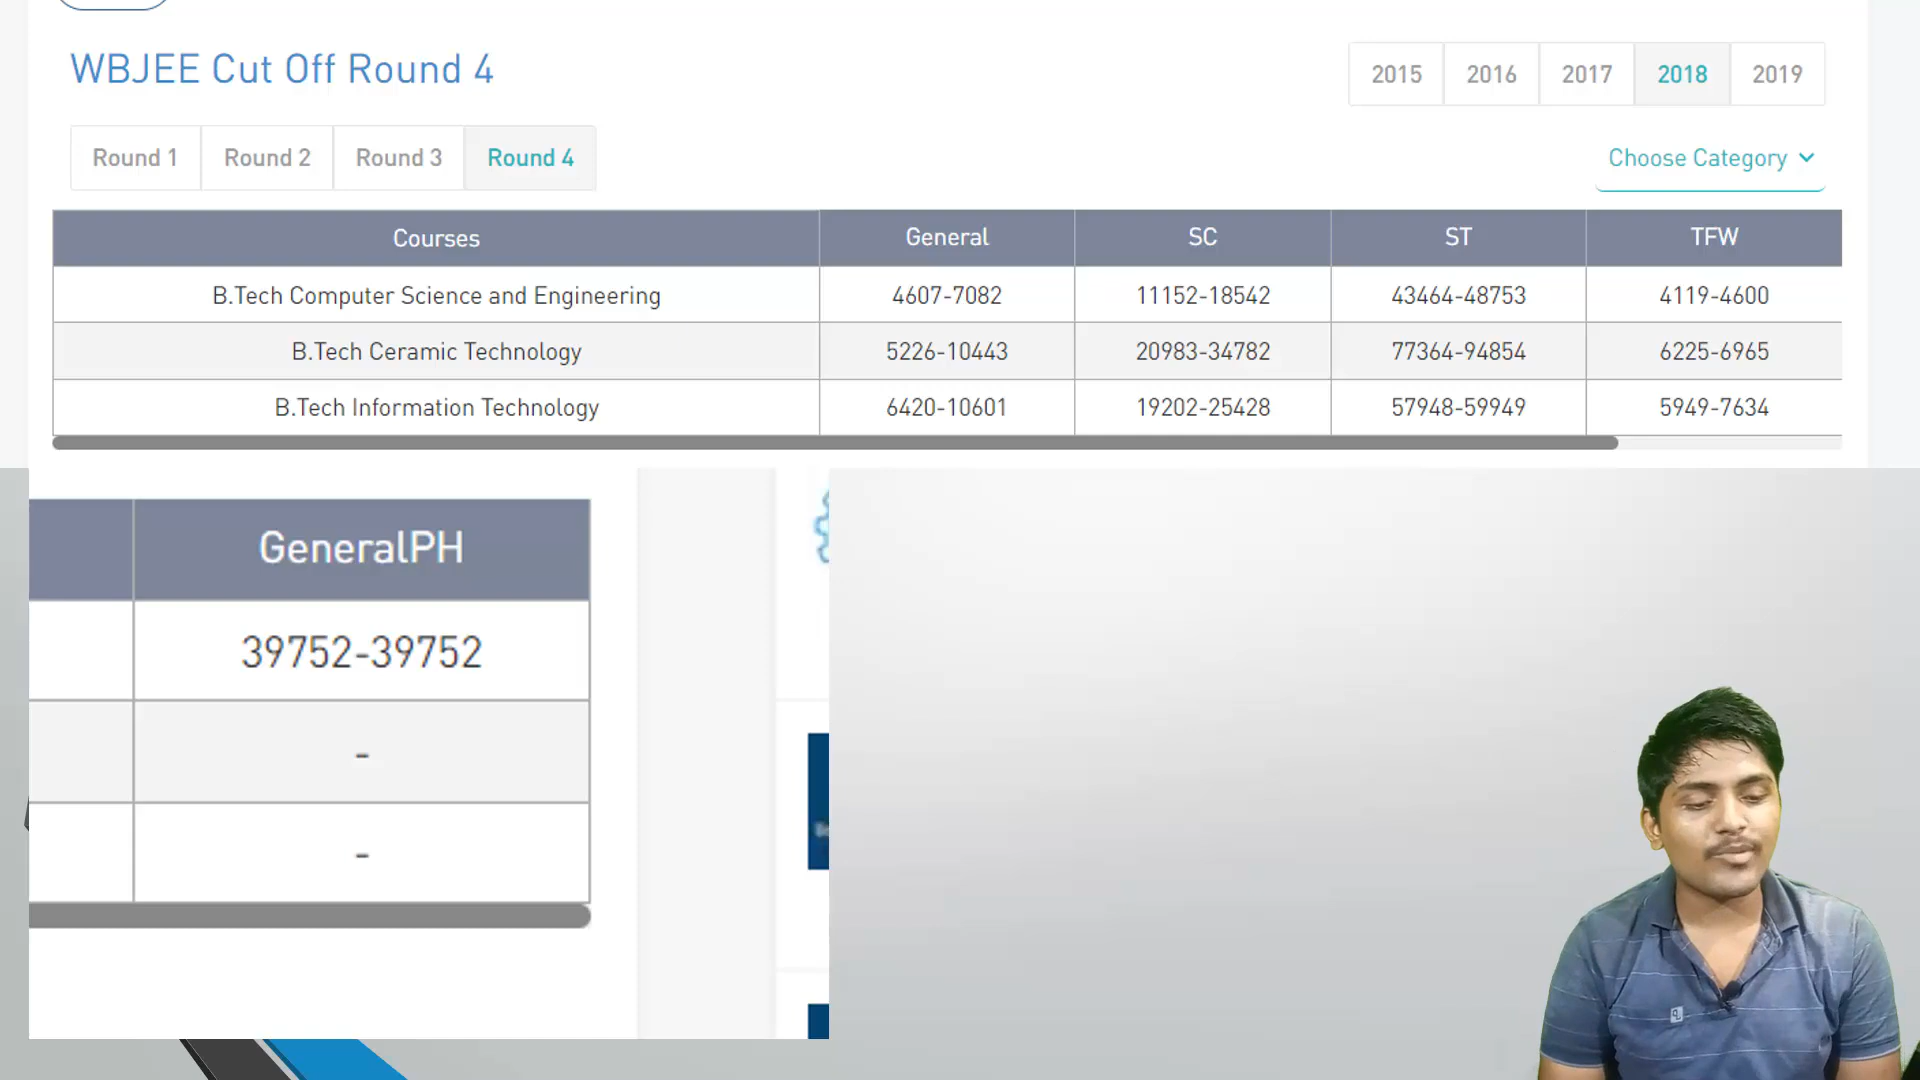 WBJEE Cut Off Round 4
2015 2016 2017 2018 2019
Round 1 Round 2 Round 3 Round 4
Choose Category
Courses General SC ST TFW
B.Tech Computer Science and Engineering 4607-7082 11152-18542 43464-48753 4119-4600
B.Tech Ceramic Technology 5226-10443 20983-34782 77364-94854 6225-6965
B.Tech Information Technology 6420-10601 19202-25428 57948-59949 5949-7634
GeneralPH
39752-39752
-
-